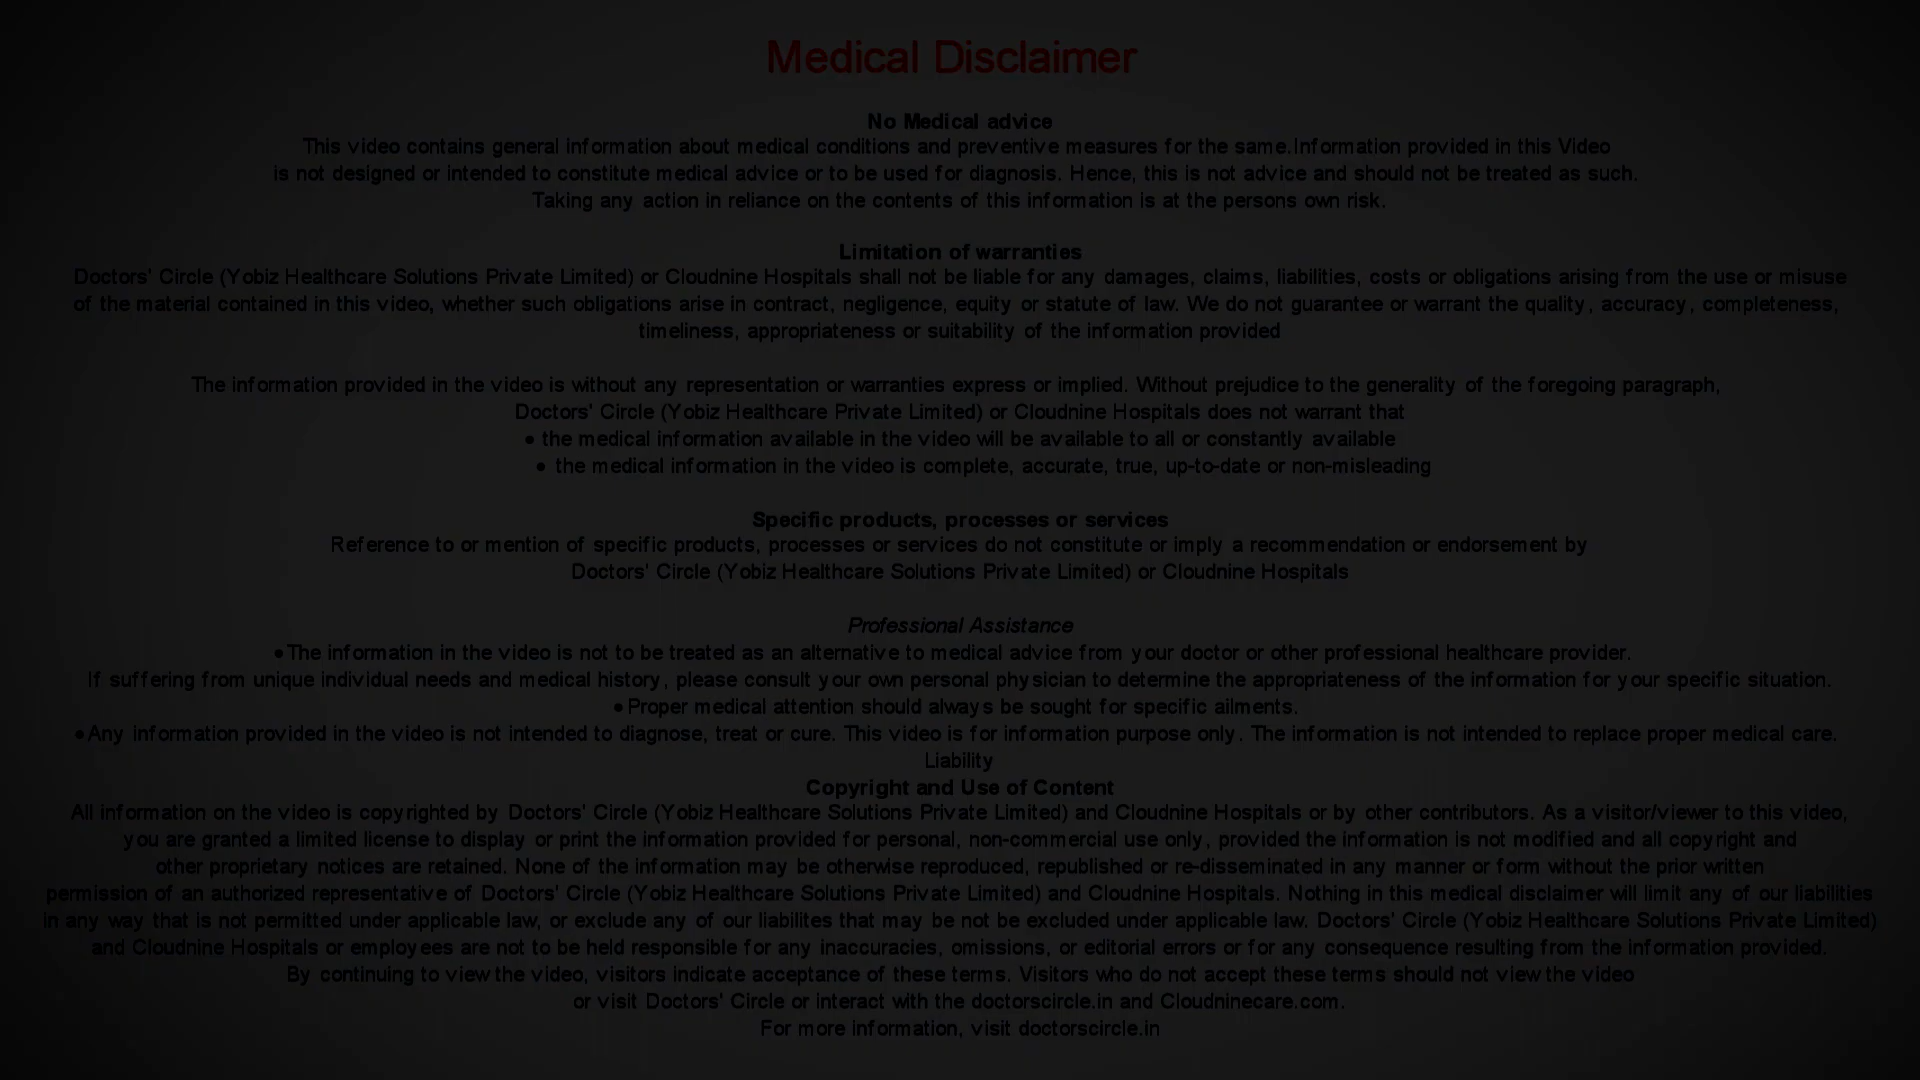 Medical Disclaimer
No Medical advice
This video contains general information about medical conditions and preventive measures for the same.Information provided in this Video
is not designed or intended to constitute medical advice or to be used for diagnosis. Hence, this is not advice and should not be treated as such.
Taking any action in reliance on the contents of this information is at the persons own risk.
Limitation of warranties
Doctors' Circle (Yobiz Healthcare Solutions Private Limited) or Cloudnine Hospitals shall not be liable for any damages, claims, liabilities, costs or obligations arising from the use or misuse
of the material contained in this video, whether such obligations arise in contract, negligence, equity or statute of law. We do not guarantee or warrant the quality, accuracy, completeness,
timeliness, appropriateness or suitability of the information provided
The information provided in the video is without any representation or warranties express or implied. Without prejudice to the generality of the foregoing paragraph,
Doctors' Circle (Yobiz Healthcare Private Limited) or Cloudnine Hospitals does not warrant that
● the medical information available in the video will be available to all or constantly available
● the medical information in the video is complete, accurate, true, up-to-date or non-misleading
Specific products, processes or services
Reference to or mention of specific products, processes or services do not constitute or imply a recommendation or endorsement by
Doctors' Circle (Yobiz Healthcare Solutions Private Limited) or Cloudnine Hospitals
Professional Assistance
●The information in the video is not to be treated as an alternative to medical advice from your doctor or other professional healthcare provider.
If suffering from unique individual needs and medical history, please consult your own personal physician to determine the appropriateness of the information for your specific situation.
●Proper medical attention should always be sought for specific ailments.
●Any information provided in the video is not intended to diagnose, treat or cure. This video is for information purpose only. The information is not intended to replace proper medical care.
Liability
Copyright and Use of Content
All information on the video is copyrighted by Doctors' Circle (Yobiz Healthcare Solutions Private Limited) and Cloudnine Hospitals or by other contributors. As a visitor/viewer to this video,
you are granted a limited license to display or print the information provided for personal, non-commercial use only, provided the information is not modified and all copyright and
other proprietary notices are retained. None of the information may be otherwise reproduced, republished or re-disseminated in any manner or form without the prior written
permission of an authorized representative of Doctors' Circle (Yobiz Healthcare Solutions Private Limited) and Cloudnine Hospitals. Nothing in this medical disclaimer will limit any of our liabilities
in any way that is not permitted under applicable law, or exclude any of our liabilites that may be not be excluded under applicable law. Doctors' Circle (Yobiz Healthcare Solutions Private Limited)
and Cloudnine Hospitals or employees are not to be held responsible for any inaccuracies, omissions, or editorial errors or for any consequence resulting from the information provided.
By continuing to view the video, visitors indicate acceptance of these terms. Visitors who do not accept these terms should not view the video
or visit Doctors' Circle or interact with the doctorscircle.in and Cloudninecare.com.
For more information, visit doctorscircle.in